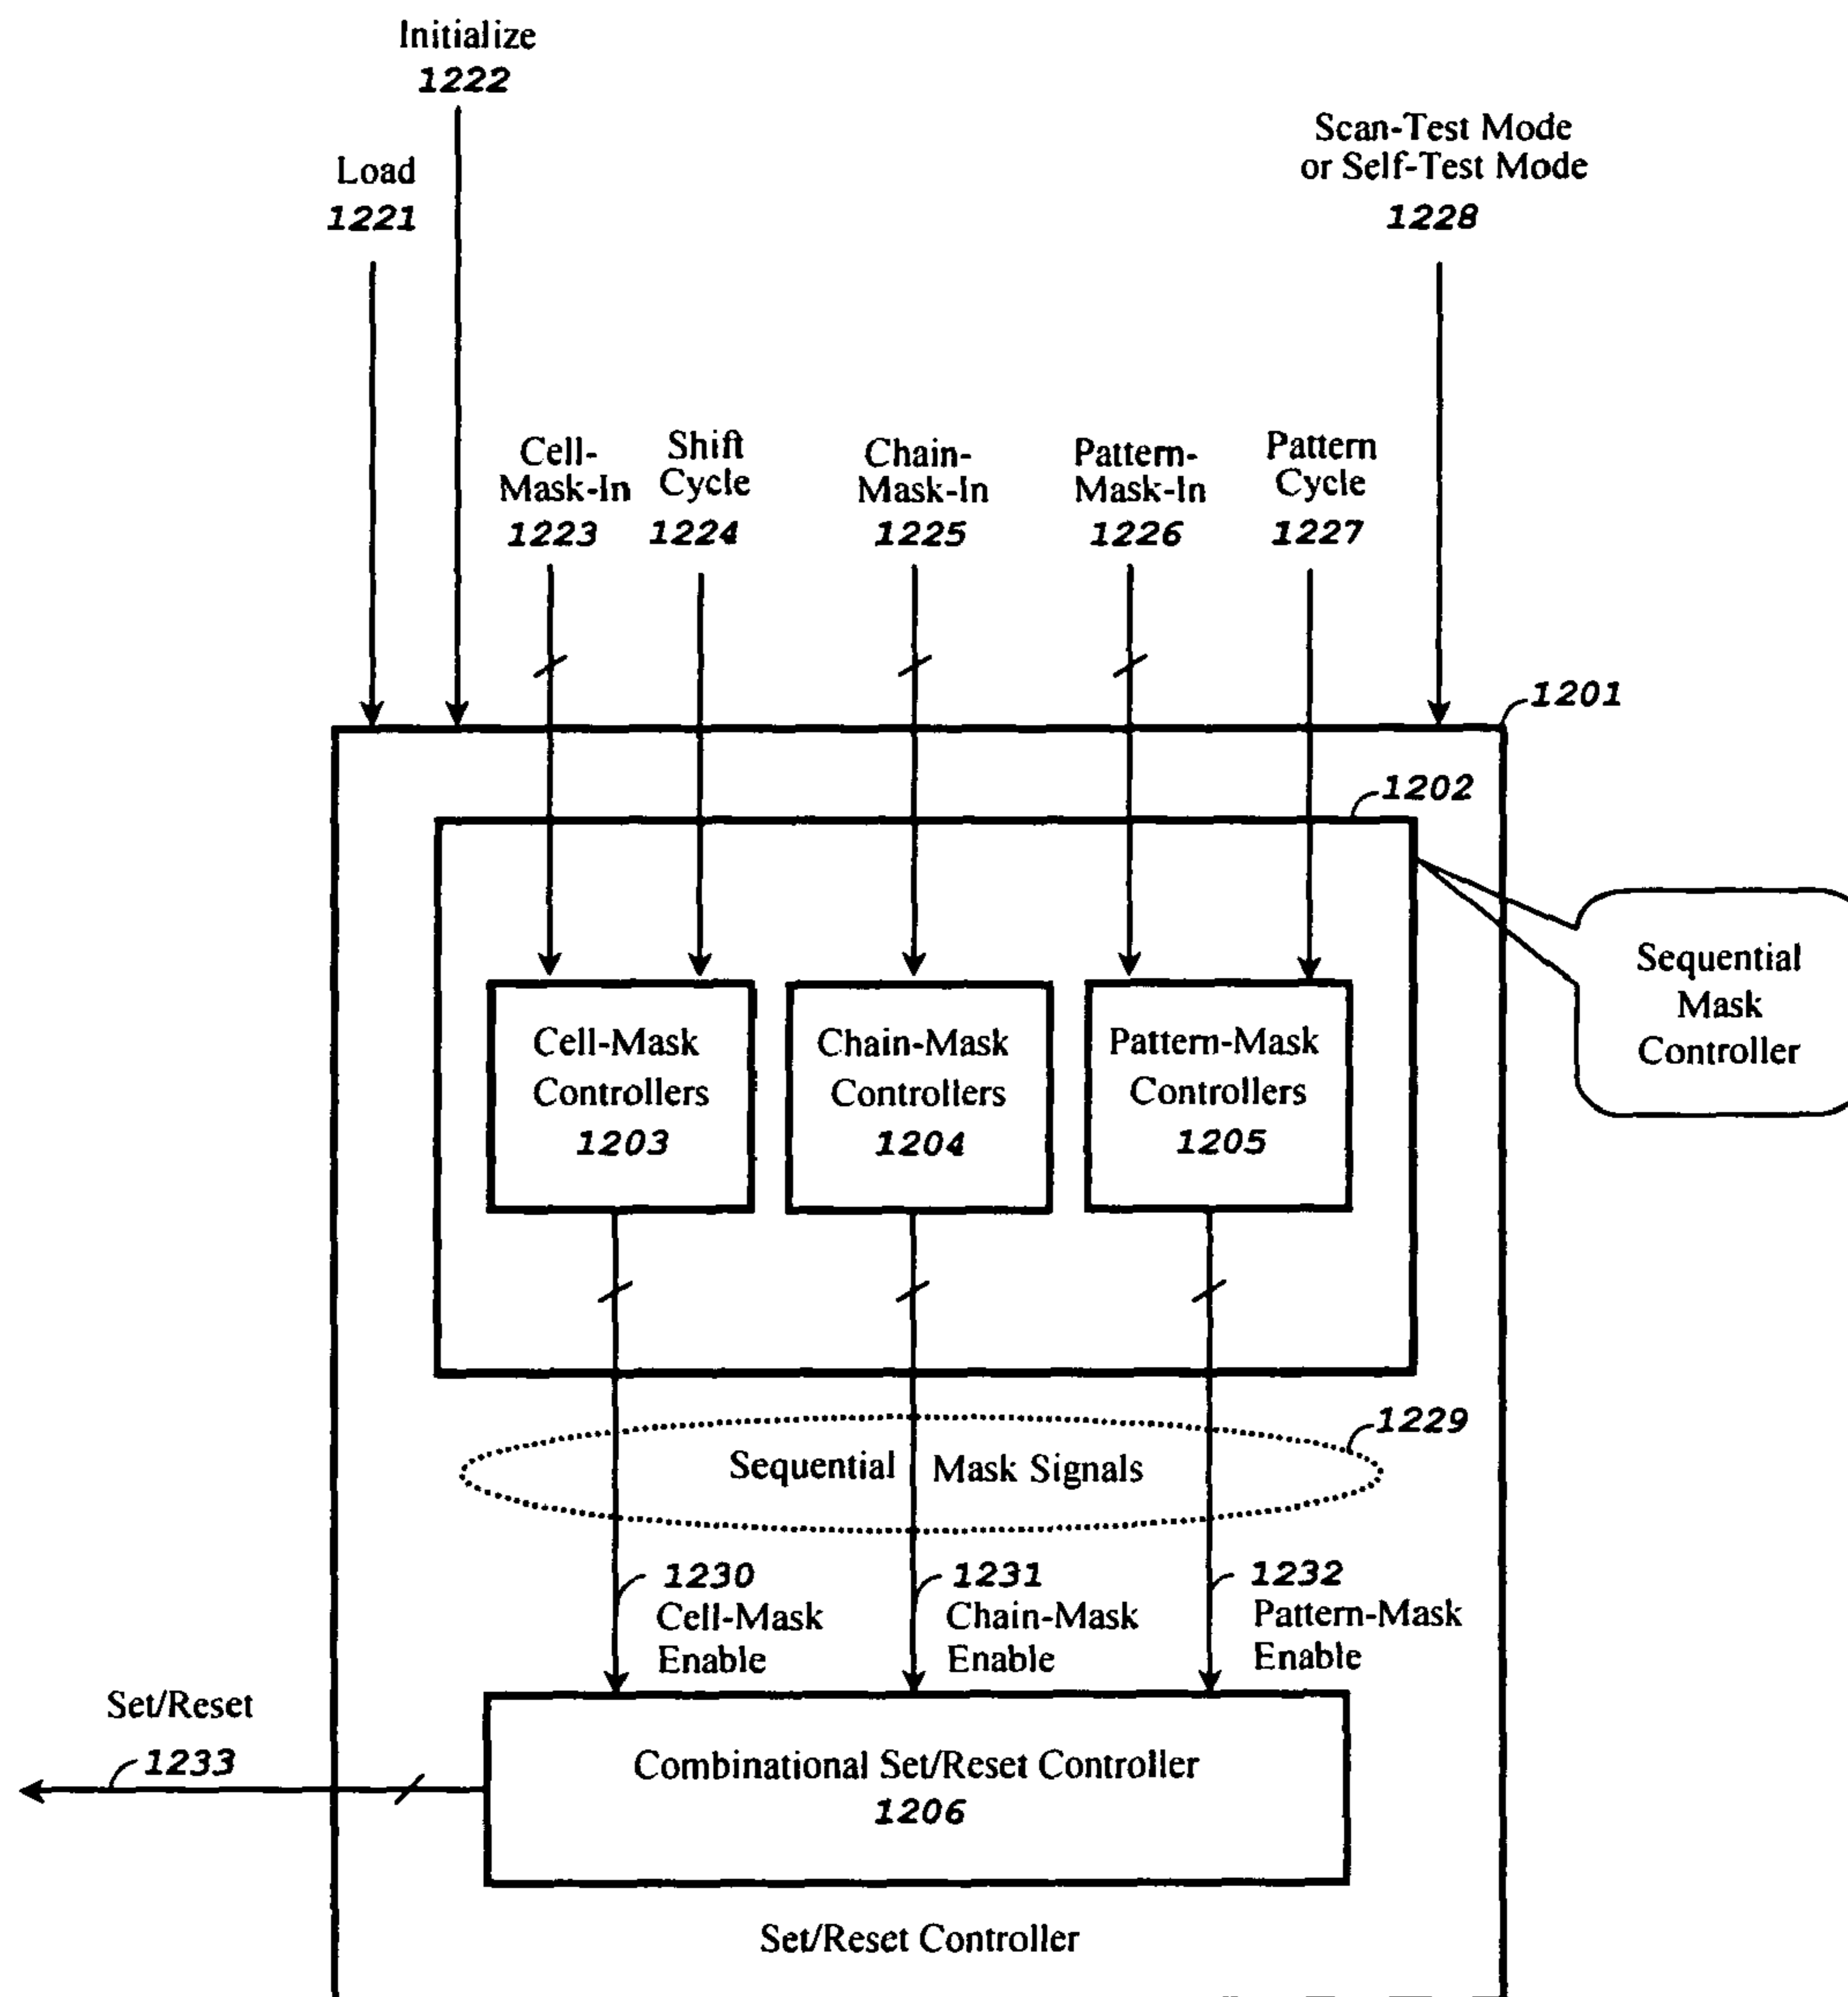 Initialize
1222
Load
1221
Scan-Test Mode
or Self-Test Mode
1228
Cell-
Mask-In
1223
Shift
Cycle
1224
Chain-
Mask-In
1225
Pattern-
Mask-In
1226
Pattern
Cycle
1227
1201
1202
Sequential
Mask
Controller
Cell-Mask
Controllers
1203
Chain-Mask
Controllers
1204
Pattern-Mask
Controllers
1205
1229
Sequential Mask Signals
1230
Cell-Mask
Enable
1231
Chain-Mask
Enable
1232
Pattern-Mask
Enable
Set/Reset
1233
Combinational Set/Reset Controller
1206
Set/Reset Controller